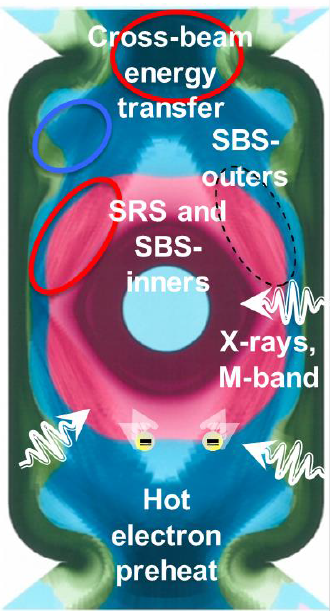 Cross-beam
energy
transfer
SBS-
outers
SRS and
SBS-
inners
X-rays,
M-band
Hot
electron
preheat